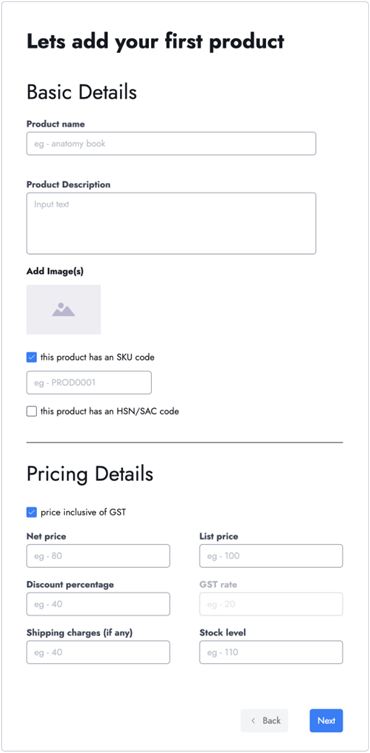 Lets add your first product
Basic Details
Product name
eg - anatomy book
Product Description
Input text
Add Image(s)
this product has an SKU code
eg - PROD0001
this product has an HSN/SAC code
Pricing Details
price inclusive of GST
Net price
List price
eg - 80
eg - 100
Discount percentage
GST rate
eg - 40
eg - 20
Shipping charges (if any)
Stock level
eg - 40
eg - 110
Back
Next